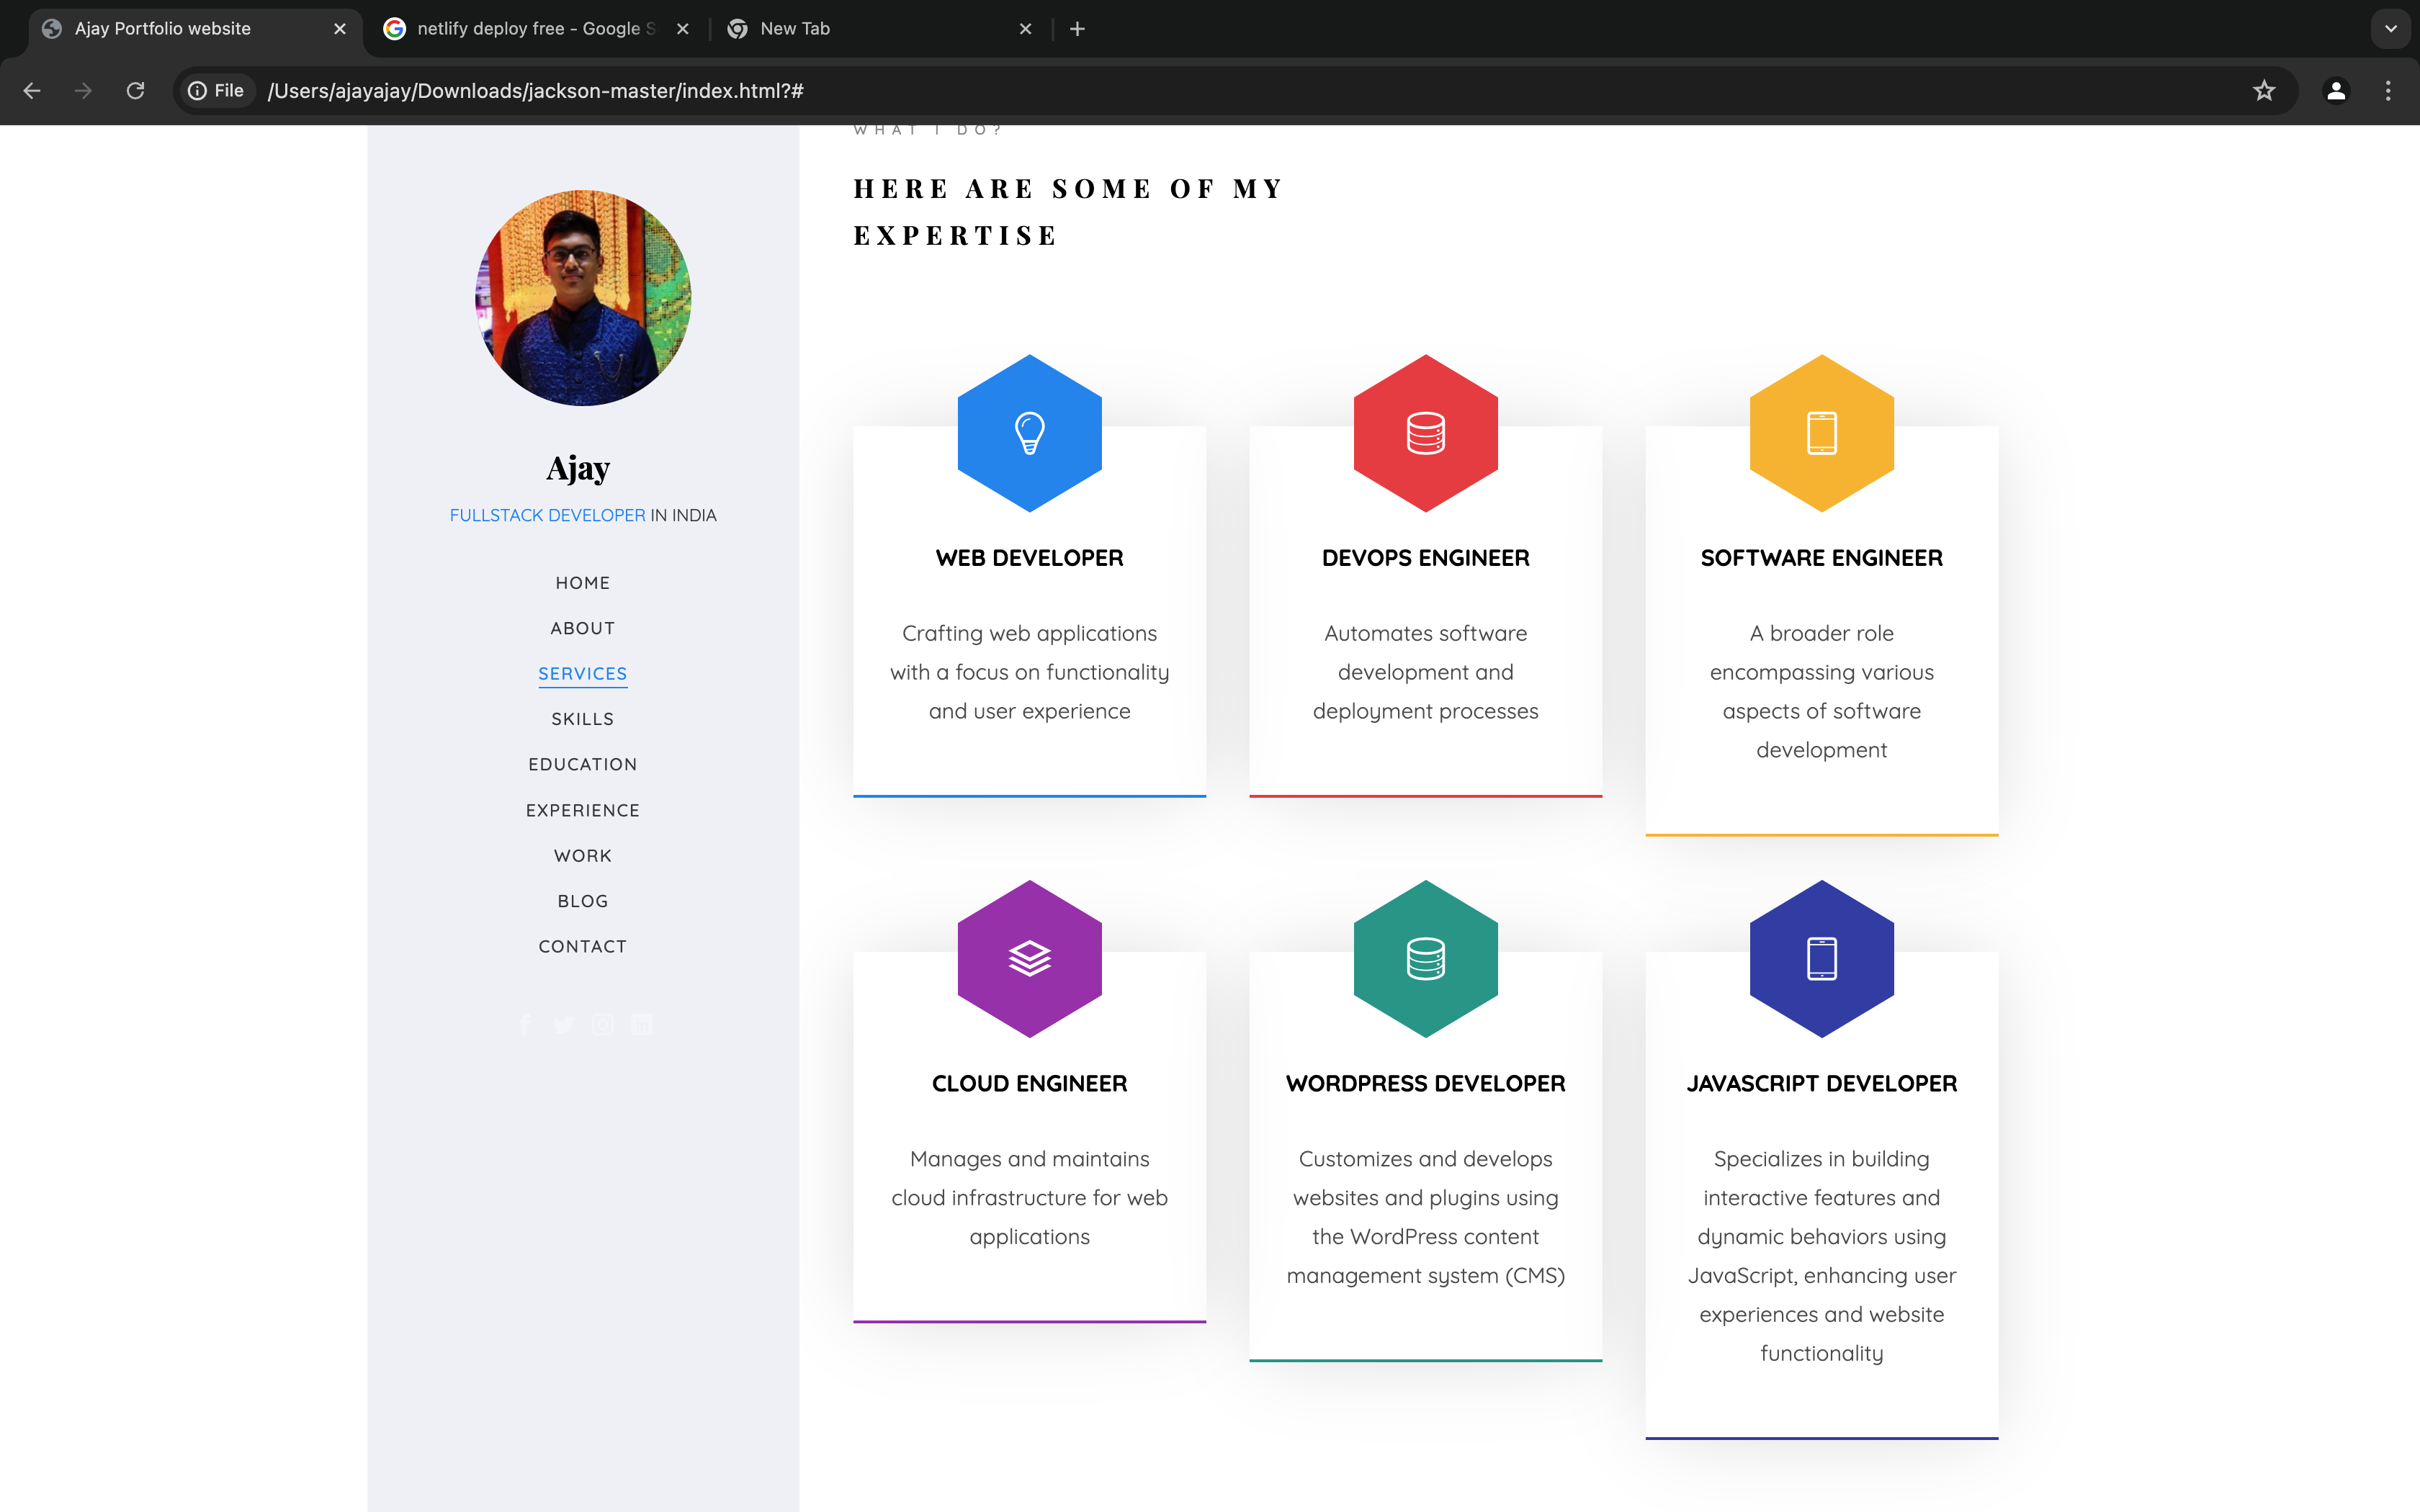 Ajay Portfolio website
netlify deploy free - Google S
New Tab
File
/Users/ajayajay/Downloads/jackson-master/index.html?#
Ajay
FULLSTACK DEVELOPER IN INDIA
HOME
ABOUT
SERVICES
SKILLS
EDUCATION
EXPERIENCE
WORK
BLOG
CONTACT
WHAT I DO?
HERE ARE SOME OF MY
EXPERTISE
WEB DEVELOPER
Crafting web applications
with a focus on functionality
and user experience
DEVOPS ENGINEER
Automates software
development and
deployment processes
SOFTWARE ENGINEER
A broader role
encompassing various
aspects of software
development
CLOUD ENGINEER
Manages and maintains
cloud infrastructure for web
applications
WORDPRESS DEVELOPER
Customizes and develops
websites and plugins using
the WordPress content
management system (CMS)
JAVASCRIPT DEVELOPER
Specializes in building
interactive features and
dynamic behaviors using
JavaScript, enhancing user
experiences and website
functionality